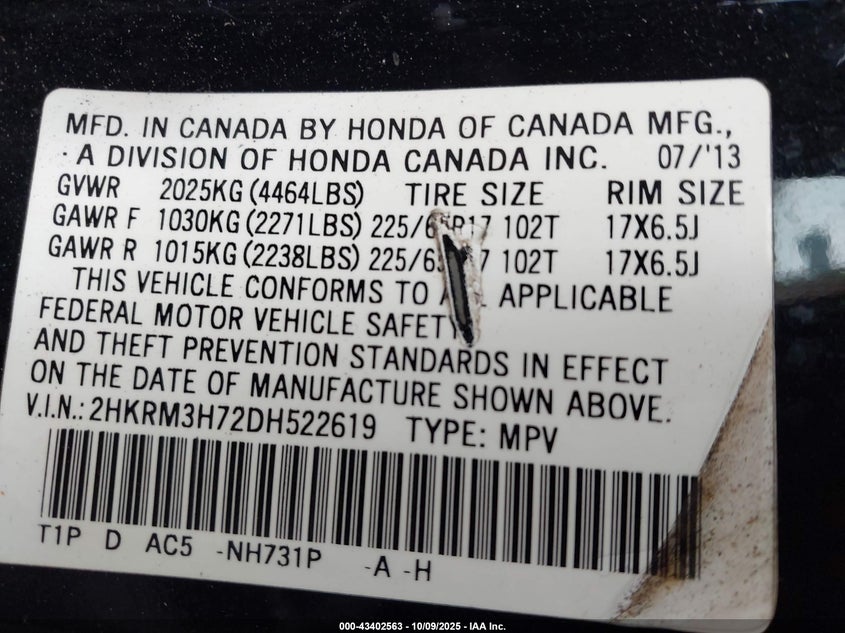 MFD. IN CANADA BY HONDA OF CANADA MFG.,
A DIVISION OF HONDA CANADA INC. 07/'13
GVWR 2025KG (4464LBS) TIRE SIZE RIM SIZE
GAWR F 1030KG (2271LBS) 225/65R17 102T 17X6.5J
GAWR R 1015KG (2238LBS) 102T 17X6.5J
THIS VEHICLE CONFORMS TO APPLICABLE
FEDERAL MOTOR VEHICLE SAFETY
AND THEFT PREVENTION STANDARDS IN EFFECT
ON THE DATE OF MANUFACTURE SHOWN ABOVE.
V.I.N.: 2HKRM3H72DH522619 TYPE: MPV
T1P D AC5 -NH731P -A -H
000-43402563 - 10/09/2025 - IAA Inc.